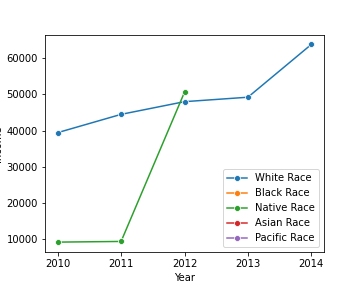 60000
50000
40000
30000
20000
10000
2010 2011 2012 2013 2014
Year
White Race
Black Race
Native Race
Asian Race
Pacific Race